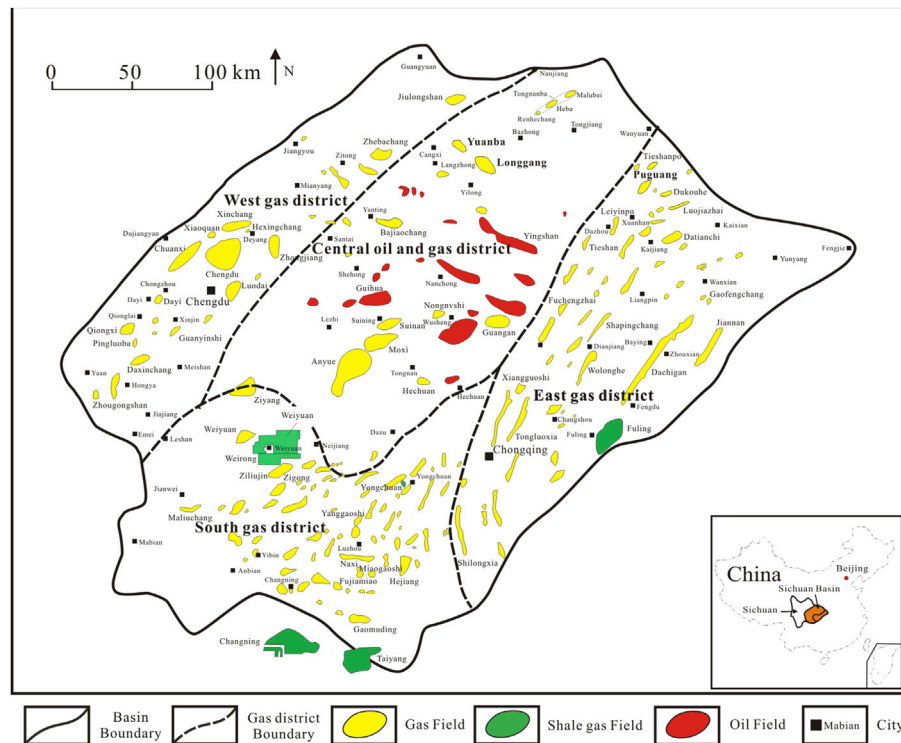 0 50 100 km
N
Guangyuan
Nanjiang
Jiulongshan
Tongnanba
Malubei
Heba
Renhechang
Tongjiang
Bazhong
Wanyuan
Jiangyou
Zhebachang
Zitong
Cangxi
Yuanba
Langzhong
Longgang
Tieshanpo
Puguang
Mianyang
Yilong
Dukouhe
West gas district
Xinchang
Yanting
Leiyinpu
Luojiazhai
Xuanhan
Xiaoquan
Hexingchang
Bajiaochang
Yingshan
Dazhou
Kaixian
Dujiangyan
Deyang
Santai
Datianchi
Chuanxi
Central oil and gas district
Tieshan
Kaijiang
Fengjie
Zhongjiang
Yunyang
Chengdu
Shehong
Nanchong
Chongzhou
Luodai
Guihua
Liangpin
Wanxian
Dayi
Dayi
Chengdu
Fuchengzhai
Gaofengchang
Nongnvshi
Qionglai
Xinjin
Lezhi
Suining
Suinan
Wusheng
Guangan
Shapingchang
Jiannan
Qiongxi
Guanyinshi
Pingluoba
Moxi
Dianjiang
Baying
Zhouxian
Anyue
Daxinchang
Meishan
Tongnan
Wolonghe
Dachigan
Yaan
Xiangguoshi
Hongya
Hechuan
Hechuan
Zhougongshan
Ziyang
East gas district
Fengdu
Jiajiang
Weiyuan
Changshou
Emei
Leshan
Weiyuan
Dazu
Tongluoxia
Fuling
Fuling
Weiyuan
Neijiang
Chongqing
Weirong
Ziliujin
Zigong
Yongchuan
Yongchuan
Jianwei
Maliuchang
Yanggaoshi
South gas district
Mabian
Luzhou
Yibin
Naxi
Miaogaoshi
Shilongxia
Anbian
Changning
Fujiamiao
Hejiang
Gaomuding
Changning
Taiyang
China
Beijing
Sichuan Basin
Sichuan
Basin
Boundary
Gas district
Boundary
Gas Field
Shale gas Field
Oil Field
Mabian
City